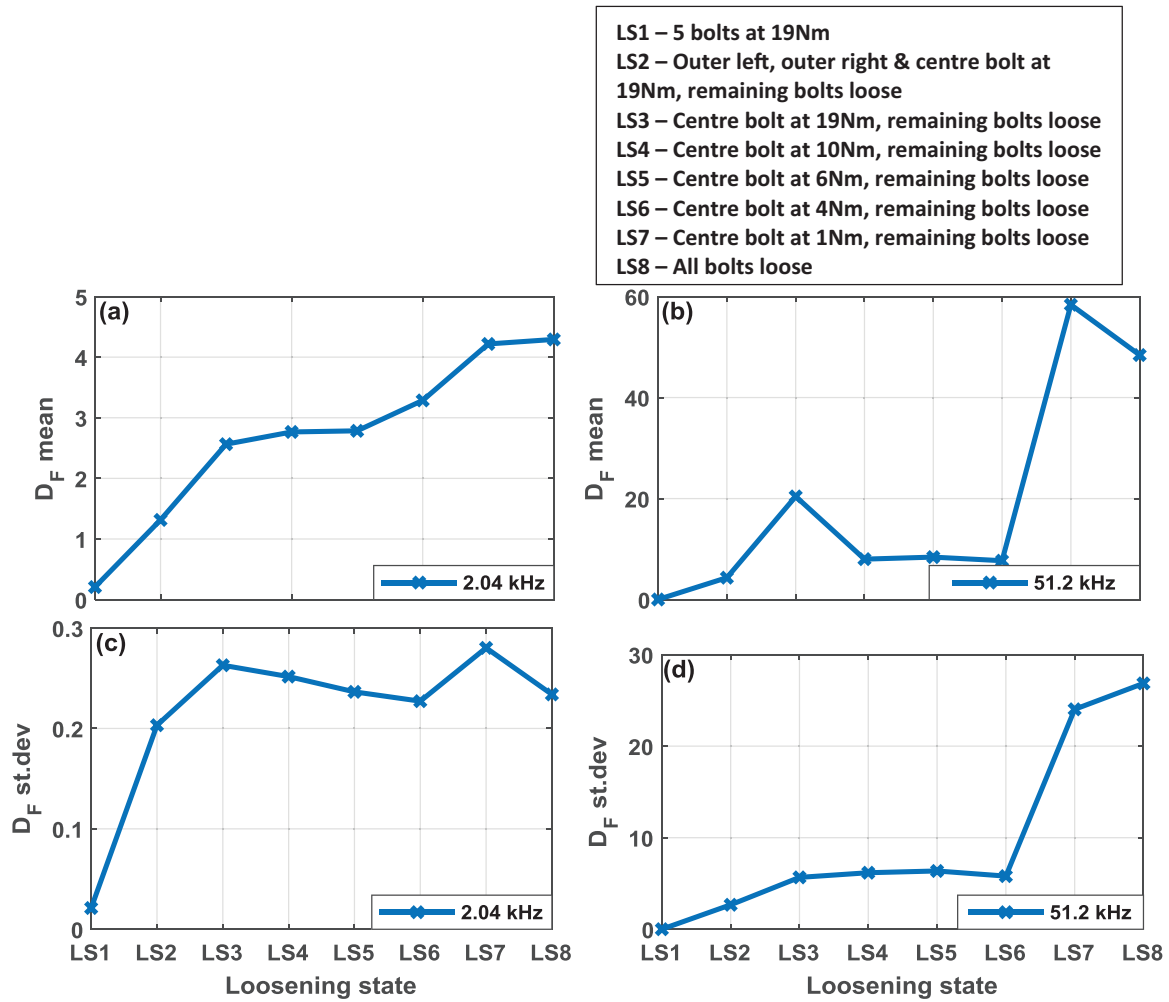 LS1 – 5 bolts at 19Nm
LS2 – Outer left, outer right & centre bolt at
19Nm, remaining bolts loose
LS3 – Centre bolt at 19Nm, remaining bolts loose
LS4 – Centre bolt at 10Nm, remaining bolts loose
LS5 – Centre bolt at 6Nm, remaining bolts loose
LS6 – Centre bolt at 4Nm, remaining bolts loose
LS7 – Centre bolt at 1Nm, remaining bolts loose
LS8 – All bolts loose
(a)
5
4
3
2
1
0
D_F mean
2.04 kHz
(b)
60
40
20
0
D_F mean
51.2 kHz
(c)
0.3
0.2
0.1
0
D_F st.dev
2.04 kHz
LS1 LS2 LS3 LS4 LS5 LS6 LS7 LS8
Loosening state
(d)
30
20
10
0
D_F st.dev
51.2 kHz
LS1 LS2 LS3 LS4 LS5 LS6 LS7 LS8
Loosening state